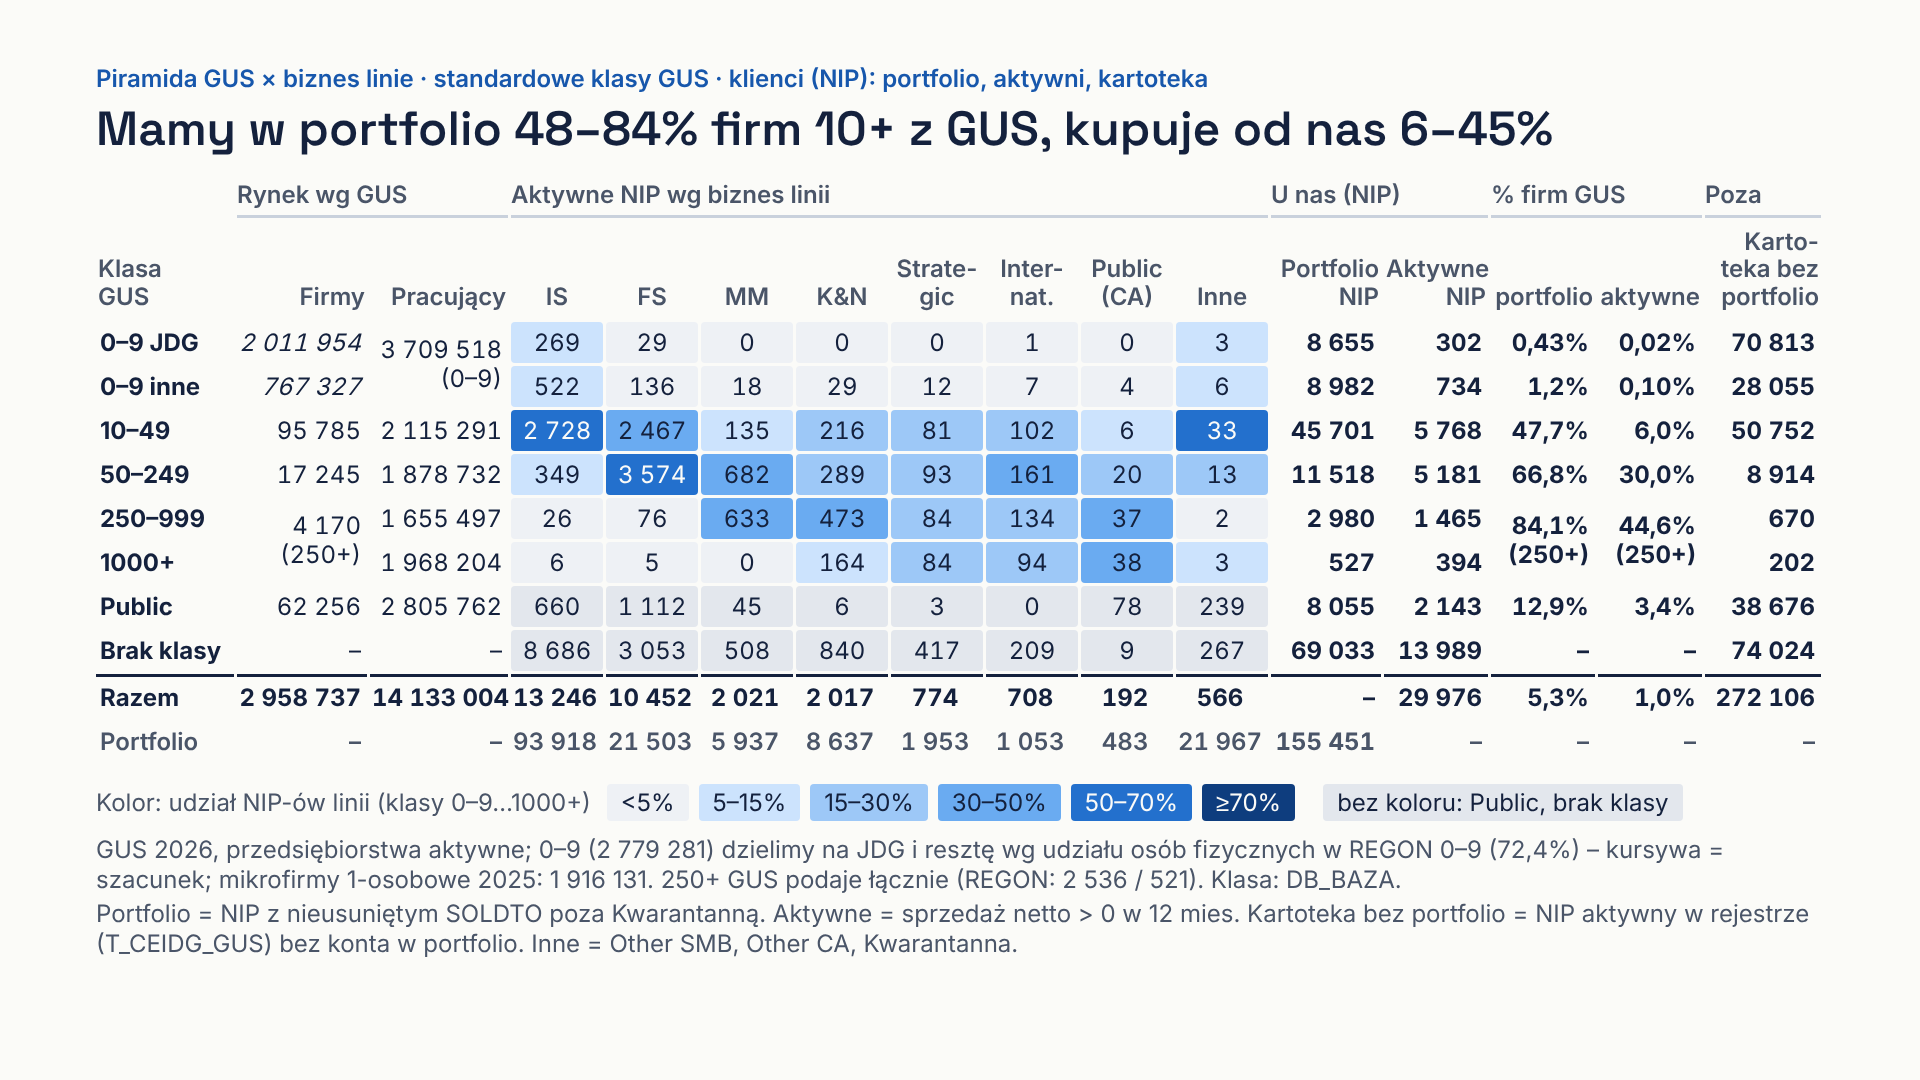 Piramida GUS × biznes linie · standardowe klasy GUS · klienci (NIP): portfolio, aktywni, kartoteka
Mamy w portfolio 48–84% firm 10+ z GUS, kupuje od nas 6–45%
Rynek wg GUS Aktywne NIP wg biznes linii U nas (NIP) % firm GUS Poza
Klasa GUS Firmy Pracujący IS FS MM K&N Strate-gic Inter-nat. Public (CA) Inne Portfolio NIP Aktywne NIP portfolio aktywne Karto-teka bez portfolio
0–9 JDG 2 011 954 3 709 518 (0–9) 269 29 0 0 0 1 0 3 8 655 302 0,43% 0,02% 70 813
0–9 inne 767 327 522 136 18 29 12 7 4 6 8 982 734 1,2% 0,10% 28 055
10–49 95 785 2 115 291 2 728 2 467 135 216 81 102 6 33 45 701 5 768 47,7% 6,0% 50 752
50–249 17 245 1 878 732 349 3 574 682 289 93 161 20 13 11 518 5 181 66,8% 30,0% 8 914
250–999 4 170 (250+) 1 655 497 26 76 633 473 84 134 37 2 2 980 1 465 84,1% (250+) 44,6% (250+) 670
1000+ 1 968 204 6 5 0 164 84 94 38 3 527 394 202
Public 62 256 2 805 762 660 1 112 45 6 3 0 78 239 8 055 2 143 12,9% 3,4% 38 676
Brak klasy – – 8 686 3 053 508 840 417 209 9 267 69 033 13 989 – – 74 024
Razem 2 958 737 14 133 004 13 246 10 452 2 021 2 017 774 708 192 566 – 29 976 5,3% 1,0% 272 106
Portfolio – – 93 918 21 503 5 937 8 637 1 953 1 053 483 21 967 155 451 – – – –
Kolor: udział NIP-ów linii (klasy 0–9…1000+) <5% 5–15% 15–30% 30–50% 50–70% ≥70% bez koloru: Public, brak klasy
GUS 2026, przedsiębiorstwa aktywne; 0–9 (2 779 281) dzielimy na JDG i resztę wg udziału osób fizycznych w REGON 0–9 (72,4%) – kursywa =
szacunek; mikrofirmy 1-osobowe 2025: 1 916 131. 250+ GUS podaje łącznie (REGON: 2 536 / 521). Klasa: DB_BAZA.
Portfolio = NIP z nieusuniętym SOLDTO poza Kwarantanną. Aktywne = sprzedaż netto > 0 w 12 mies. Kartoteka bez portfolio = NIP aktywny w rejestrze
(T_CEIDG_GUS) bez konta w portfolio. Inne = Other SMB, Other CA, Kwarantanna.